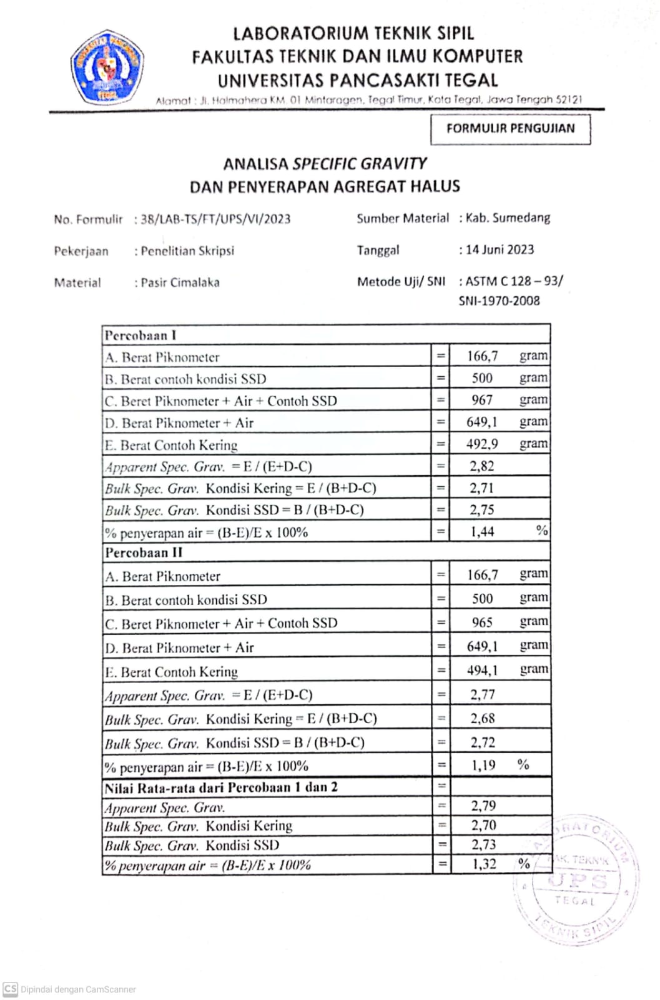 LABORATORIUM TEKNIK SIPIL
FAKULTAS TEKNIK DAN ILMU KOMPUTER
UNIVERSITAS PANCASAKTI TEGAL
Alamat : Jl. Halmahera KM. 01 Mintaragen, Tegal Timur, Kota Tegal, Jawa Tengah 52121
FORMULIR PENGUJIAN
ANALISA SPECIFIC GRAVITY
DAN PENYERAPAN AGREGAT HALUS
No. Formulir : 38/LAB-TS/FT/UPS/VI/2023 Sumber Material : Kab. Sumedang
Pekerjaan : Penelitian Skripsi Tanggal : 14 Juni 2023
Material : Pasir Cimalaka Metode Uji/ SNI : ASTM C 128 – 93/
SNI-1970-2008
Percobaan I
A. Berat Piknometer = 166,7 gram
B. Berat contoh kondisi SSD = 500 gram
C. Beret Piknometer + Air + Contoh SSD = 967 gram
D. Berat Piknometer + Air = 649,1 gram
E. Berat Contoh Kering = 492,9 gram
Apparent Spec. Grav. = E / (E+D-C) = 2,82
Bulk Spec. Grav. Kondisi Kering = E / (B+D-C) = 2,71
Bulk Spec. Grav. Kondisi SSD = B / (B+D-C) = 2,75
% penyerapan air = (B-E)/E x 100% = 1,44 %
Percobaan II
A. Berat Piknometer = 166,7 gram
B. Berat contoh kondisi SSD = 500 gram
C. Beret Piknometer + Air + Contoh SSD = 965 gram
D. Berat Piknometer + Air = 649,1 gram
E. Berat Contoh Kering = 494,1 gram
Apparent Spec. Grav. = E / (E+D-C) = 2,77
Bulk Spec. Grav. Kondisi Kering = E / (B+D-C) = 2,68
Bulk Spec. Grav. Kondisi SSD = B / (B+D-C) = 2,72
% penyerapan air = (B-E)/E x 100% = 1,19 %
Nilai Rata-rata dari Percobaan 1 dan 2 =
Apparent Spec. Grav. = 2,79
Bulk Spec. Grav. Kondisi Kering = 2,70
Bulk Spec. Grav. Kondisi SSD = 2,73
% penyerapan air = (B-E)/E x 100% = 1,32 %
LABORATORIUM
FAK. TEKNIK
UPS
TEGAL
TEKNIK SIPIL
CS Dipindai dengan CamScanner